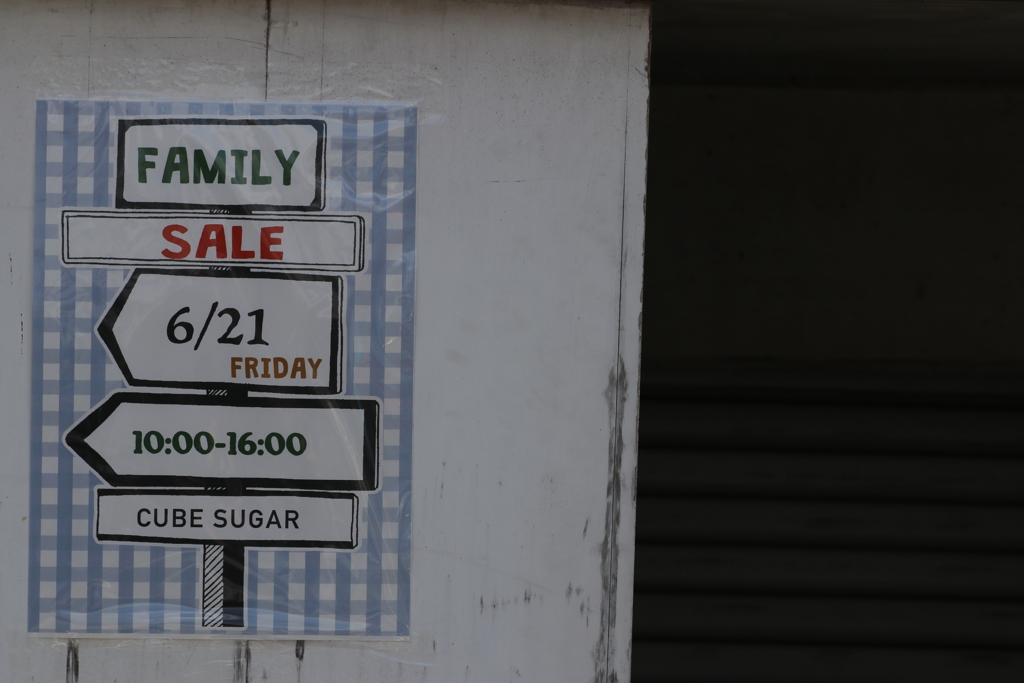 FAMILY
SALE
6/21
FRIDAY
10:00-16:00
CUBE SUGAR